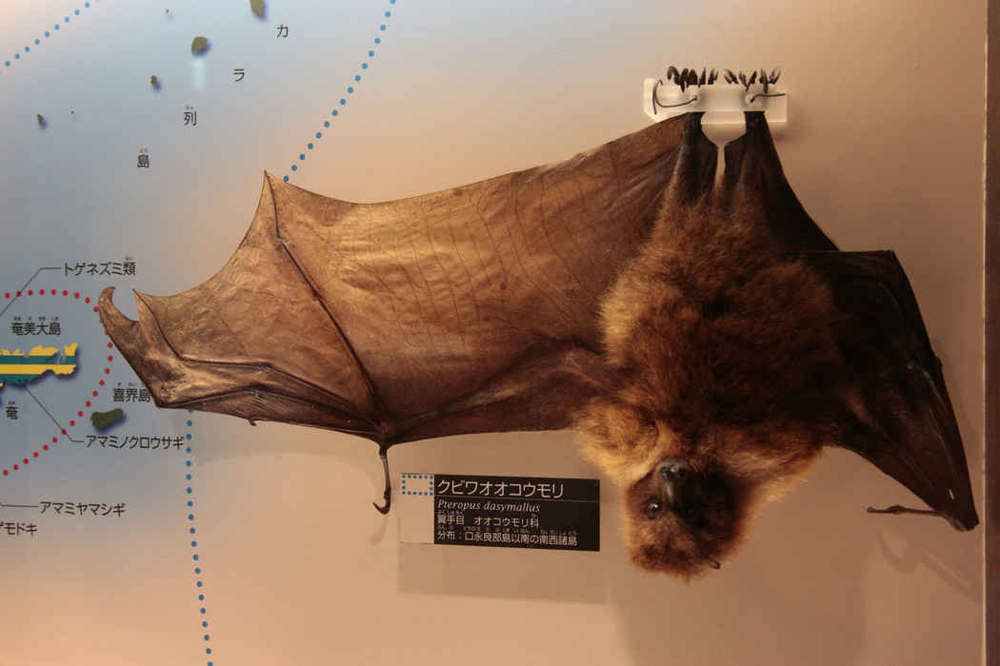 カ
ラ
列
島
トゲネズミ類
奄美大島
喜界島
奄
アマミノクロウサギ
アマミヤマシギ
モドキ
クビワオオコウモリ
Pteropus dasymallus
翼手目 オオコウモリ科
分布：口永良部島以南の南西諸島